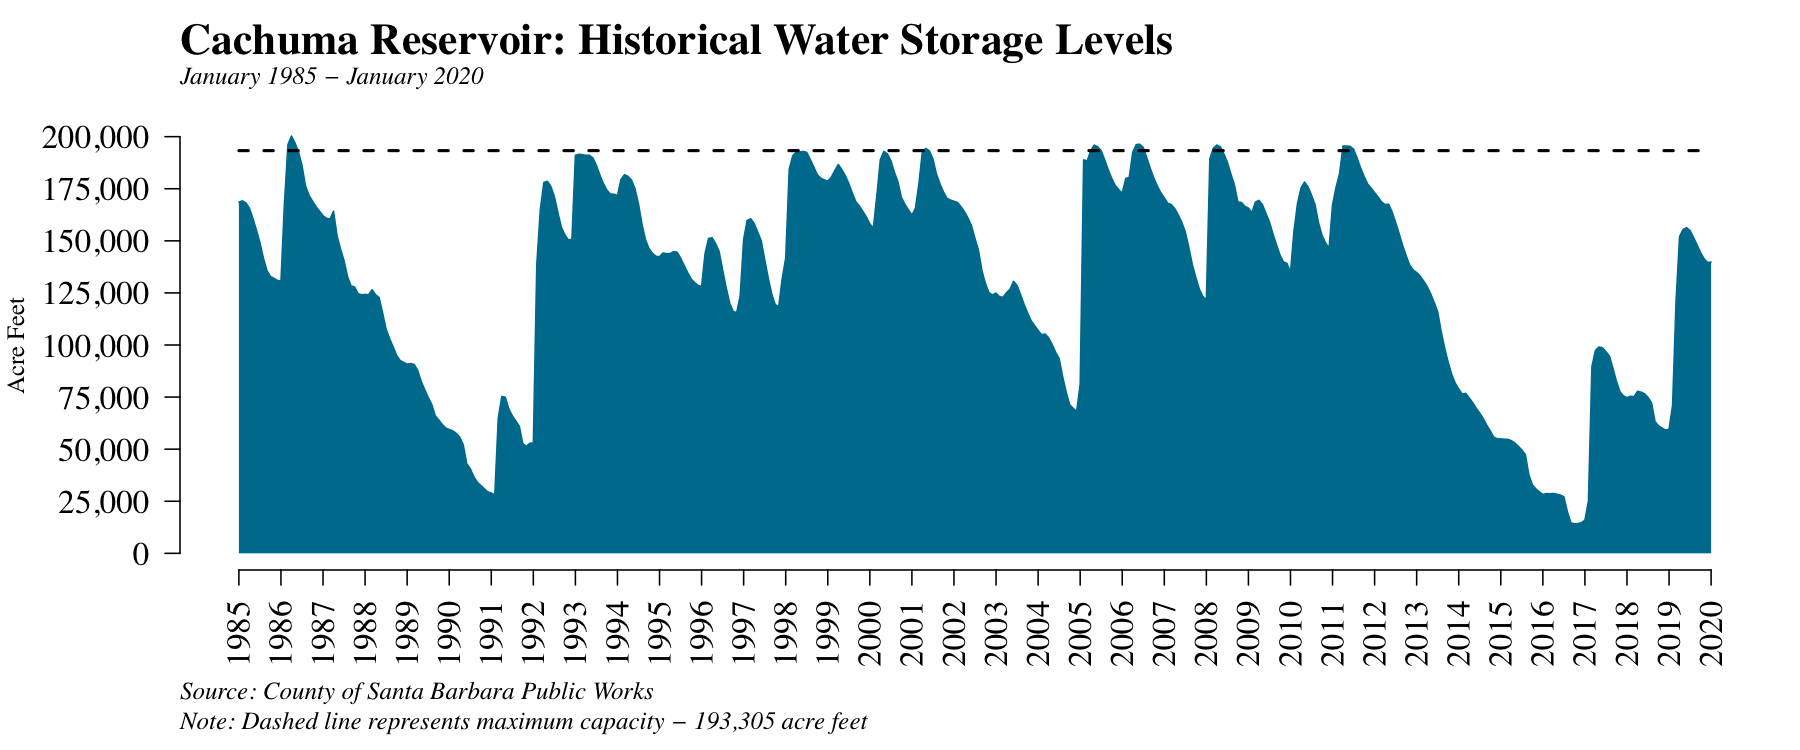 Cachuma Reservoir: Historical Water Storage Levels
January 1985 − January 2020
200,000
175,000
150,000
125,000
100,000
75,000
50,000
25,000
0
Acre Feet
1985 1986 1987 1988 1989 1990 1991 1992 1993 1994 1995 1996 1997 1998 1999 2000 2001 2002 2003 2004 2005 2006 2007 2008 2009 2010 2011 2012 2013 2014 2015 2016 2017 2018 2019 2020
Source: County of Santa Barbara Public Works
Note: Dashed line represents maximum capacity − 193,305 acre feet